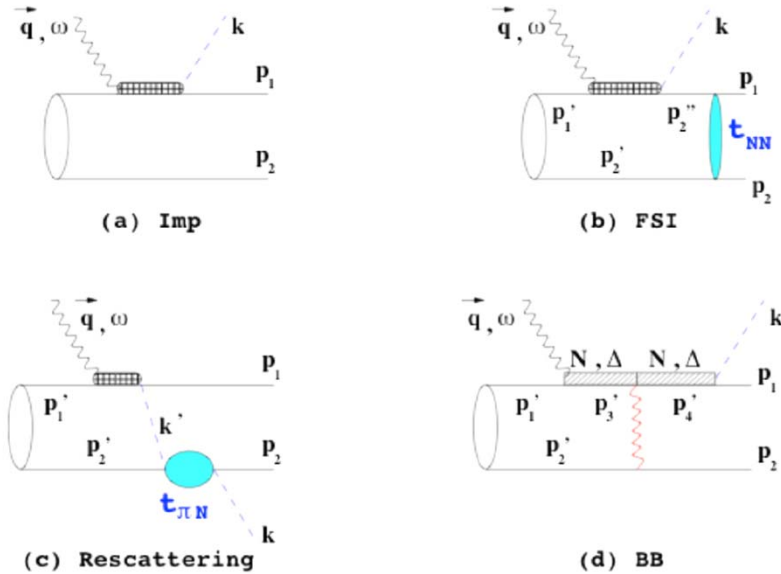 q , ω
k
p1
p2
(a) Imp
q , ω
k
p1
p1' p2''
tNN
p2'
p2
(b) FSI
q , ω
p1
p1'
k'
p2' p2
tπN
k
(c) Rescattering
q , ω
k
N , Δ N , Δ
p1
p1' p3' p4'
p2'
p2
(d) BB